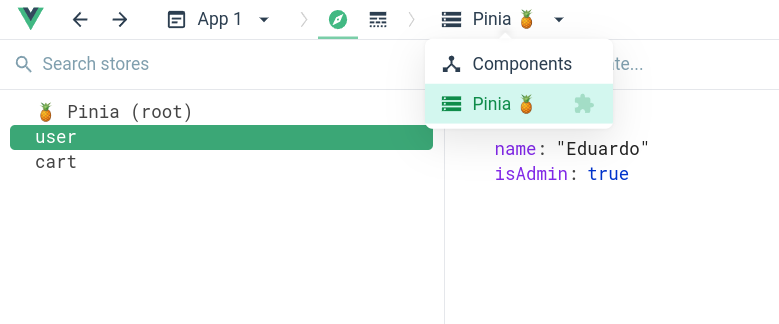 App 1
Pinia 🍍
Search stores
Components
te...
Pinia 🍍
🍍 Pinia (root)
user
cart
name: "Eduardo"
isAdmin: true